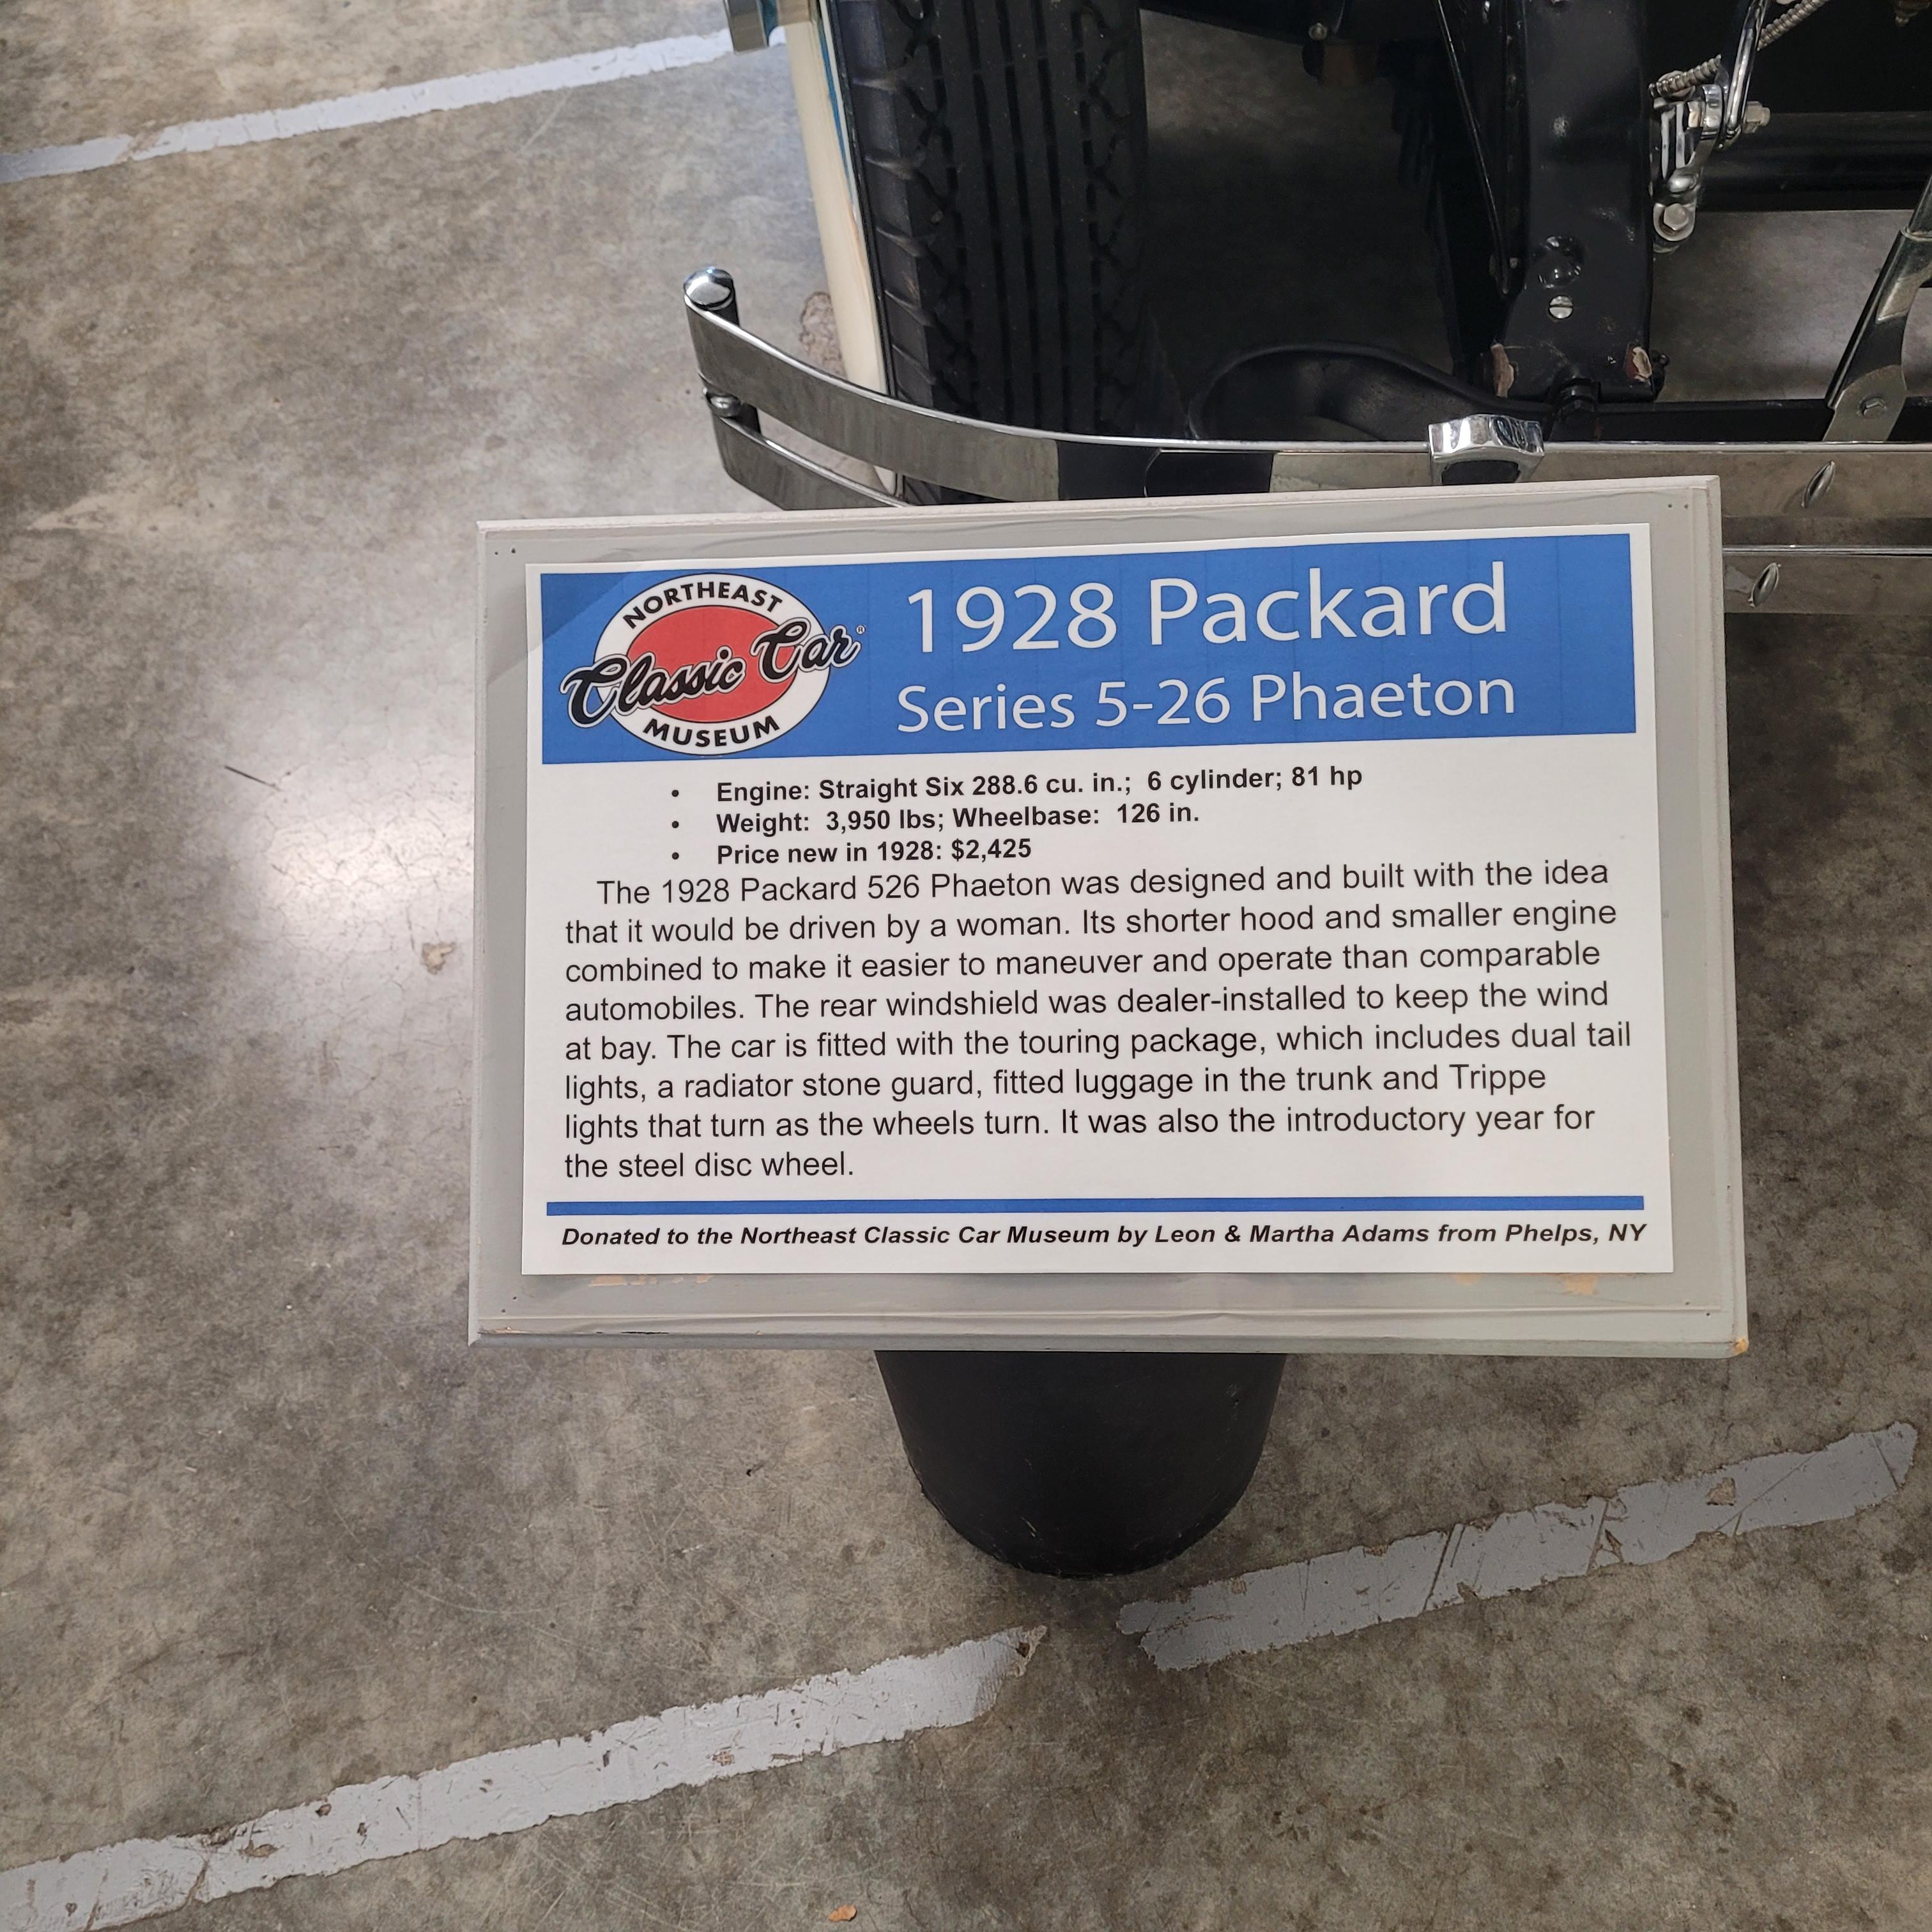 NORTHEAST
Classic Car®
MUSEUM
1928 Packard
Series 5-26 Phaeton
• Engine: Straight Six 288.6 cu. in.; 6 cylinder; 81 hp
• Weight: 3,950 lbs; Wheelbase: 126 in.
• Price new in 1928: $2,425
The 1928 Packard 526 Phaeton was designed and built with the idea
that it would be driven by a woman. Its shorter hood and smaller engine
combined to make it easier to maneuver and operate than comparable
automobiles. The rear windshield was dealer-installed to keep the wind
at bay. The car is fitted with the touring package, which includes dual tail
lights, a radiator stone guard, fitted luggage in the trunk and Trippe
lights that turn as the wheels turn. It was also the introductory year for
the steel disc wheel.
Donated to the Northeast Classic Car Museum by Leon & Martha Adams from Phelps, NY